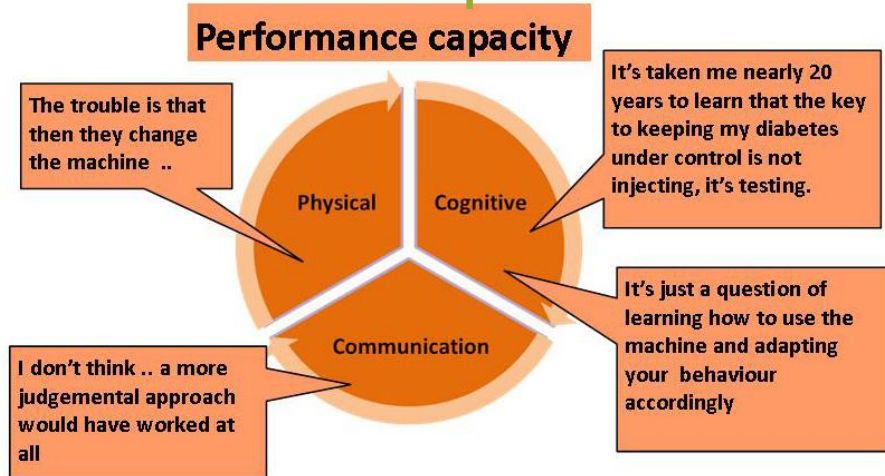 Performance capacity
The trouble is that
then they change
the machine ..
It's taken me nearly 20
years to learn that the key
to keeping my diabetes
under control is not
injecting, it's testing.
Physical
Cognitive
Communication
I don't think .. a more
judgemental approach
would have worked at
all
It's just a question of
learning how to use the
machine and adapting
your behaviour
accordingly